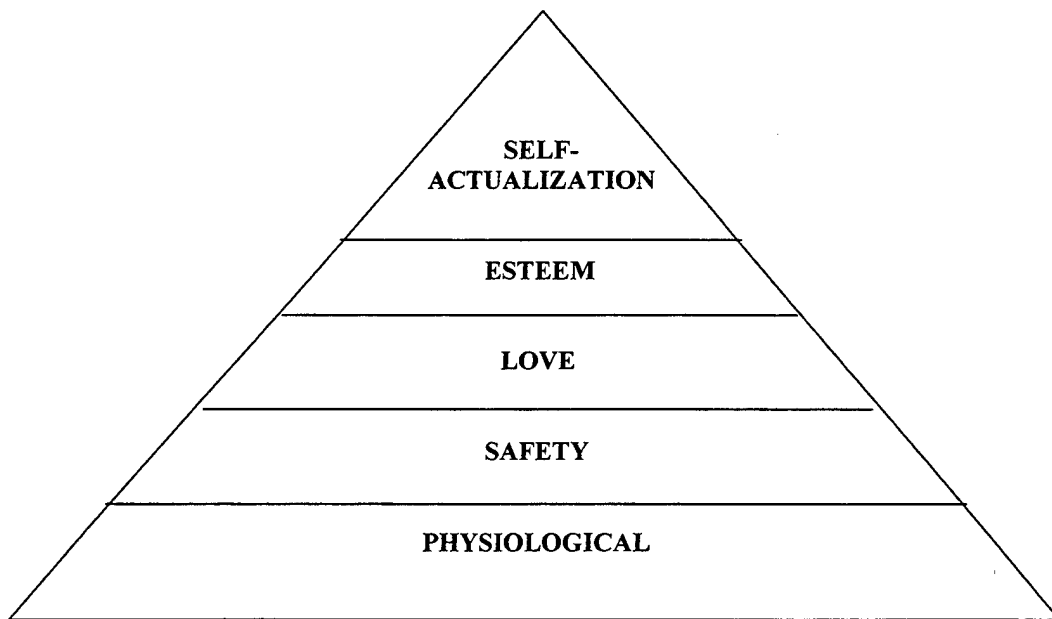 SELF-
ACTUALIZATION
ESTEEM
LOVE
SAFETY
PHYSIOLOGICAL